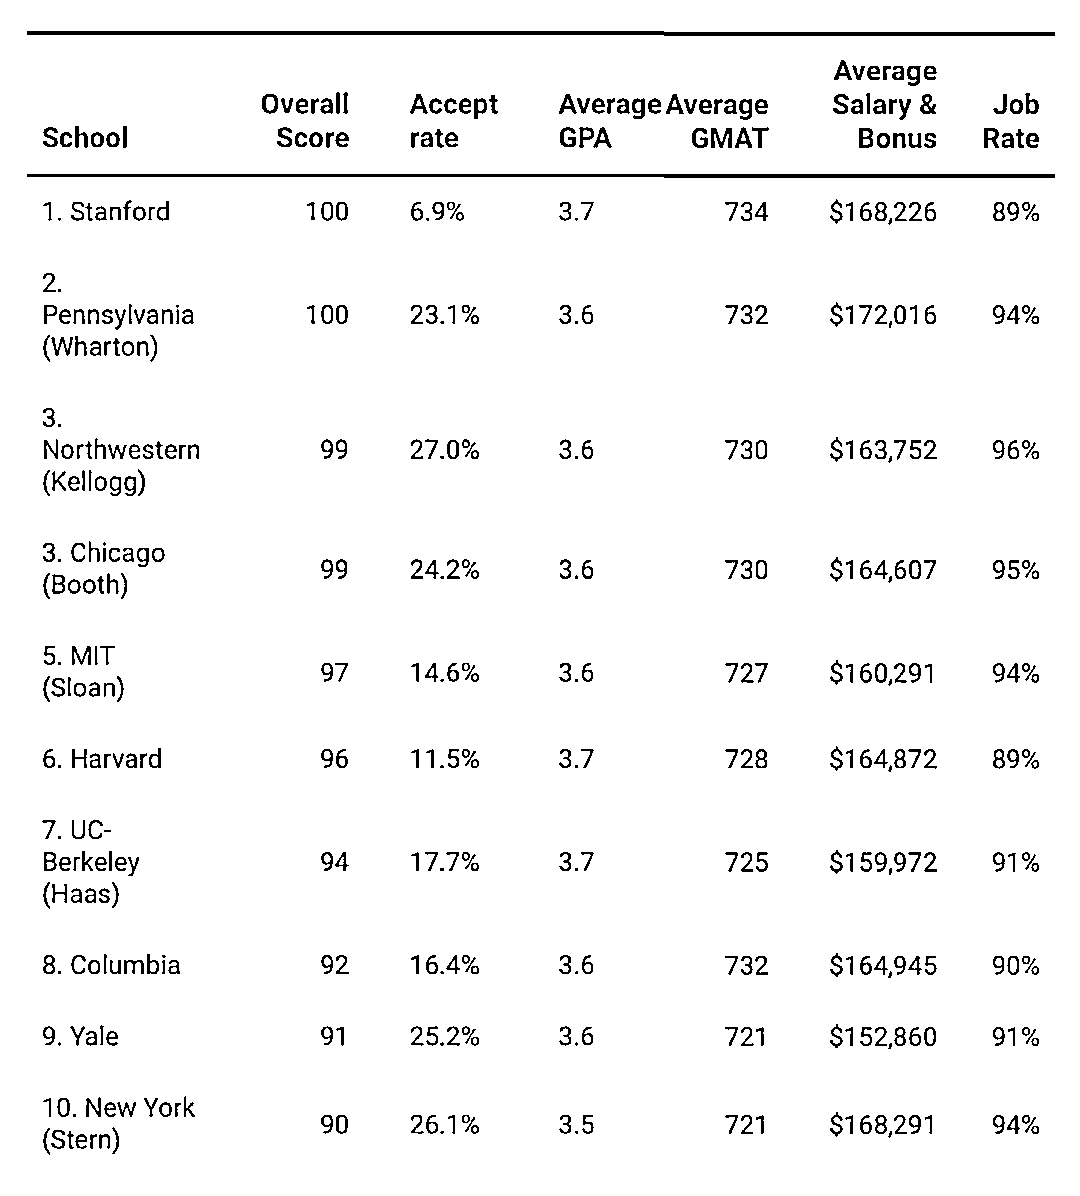 School Overall Score Accept rate Average GPA Average GMAT Average Salary & Bonus Job Rate
1. Stanford 100 6.9% 3.7 734 $168,226 89%
2. Pennsylvania (Wharton) 100 23.1% 3.6 732 $172,016 94%
3. Northwestern (Kellogg) 99 27.0% 3.6 730 $163,752 96%
3. Chicago (Booth) 99 24.2% 3.6 730 $164,607 95%
5. MIT (Sloan) 97 14.6% 3.6 727 $160,291 94%
6. Harvard 96 11.5% 3.7 728 $164,872 89%
7. UC-Berkeley (Haas) 94 17.7% 3.7 725 $159,972 91%
8. Columbia 92 16.4% 3.6 732 $164,945 90%
9. Yale 91 25.2% 3.6 721 $152,860 91%
10. New York (Stern) 90 26.1% 3.5 721 $168,291 94%